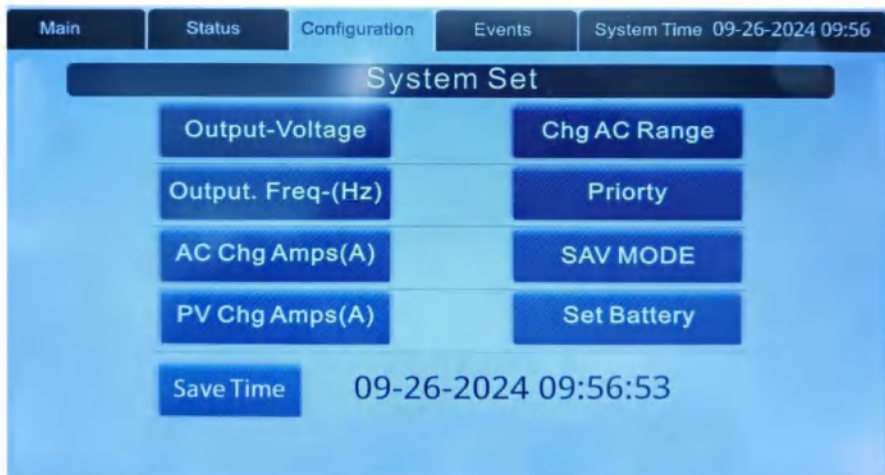 Main Status Configuration Events System Time 09-26-2024 09:56
System Set
Output-Voltage Chg AC Range
Output. Freq-(Hz) Priorty
AC Chg Amps(A) SAV MODE
PV Chg Amps(A) Set Battery
Save Time 09-26-2024 09:56:53